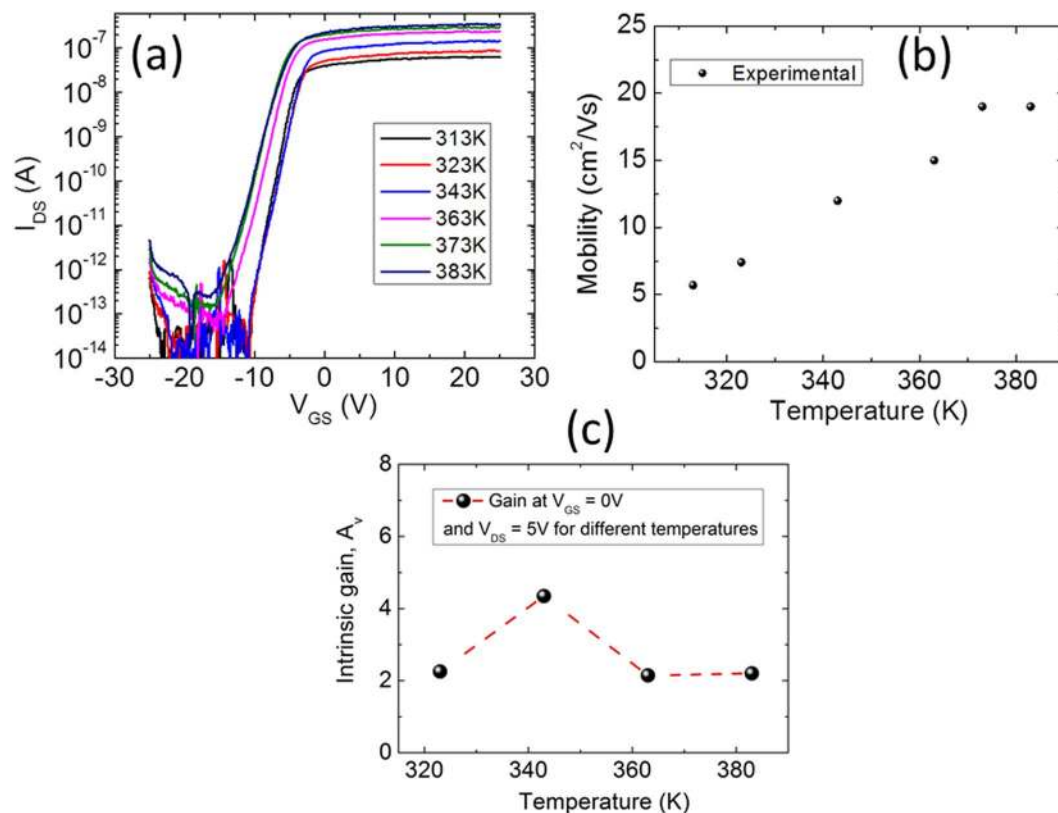 (a)
I_DS (A)
10⁻⁷
10⁻⁸
10⁻⁹
10⁻¹⁰
10⁻¹¹
10⁻¹²
10⁻¹³
10⁻¹⁴
313K
323K
343K
363K
373K
383K
-30 -20 -10 0 10 20 30
V_GS (V)
(b)
Mobility (cm²/Vs)
25
20
15
10
5
0
Experimental
320 340 360 380
Temperature (K)
(c)
Intrinsic gain, A_v
8
6
4
2
0
Gain at V_GS = 0V
and V_DS = 5V for different temperatures
320 340 360 380
Temperature (K)